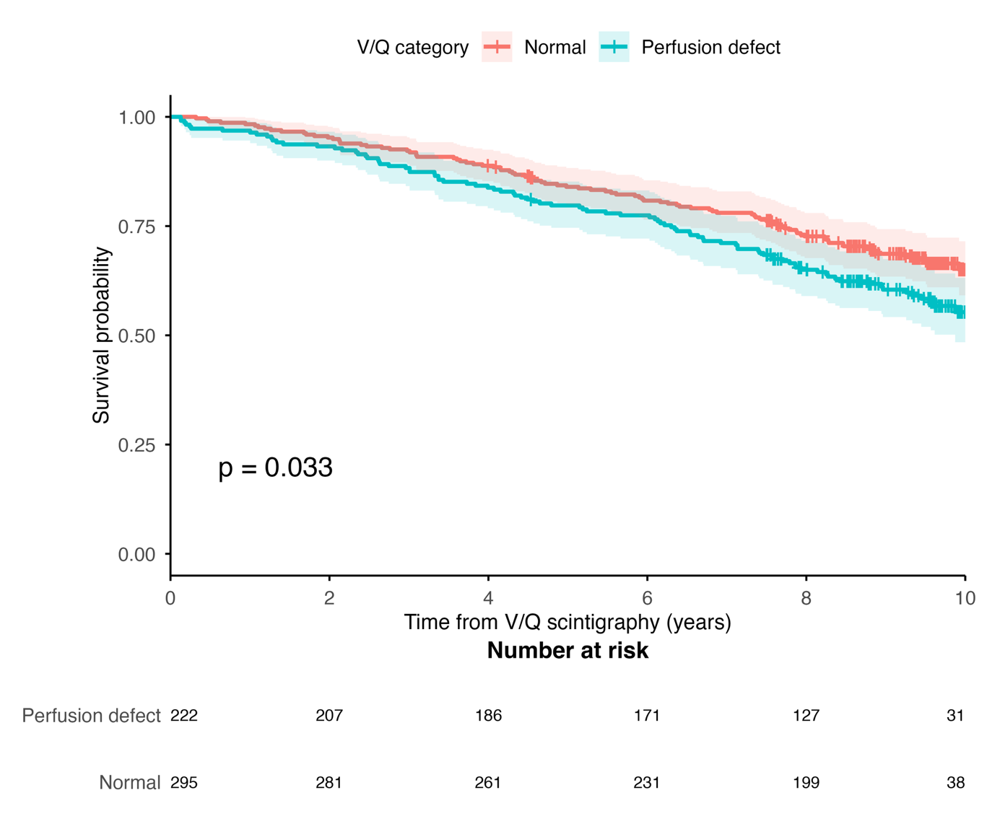 V/Q category Normal Perfusion defect
1.00
0.75
0.50
0.25
0.00
Survival probability
p = 0.033
0 2 4 6 8 10
Time from V/Q scintigraphy (years)
Number at risk
Perfusion defect 222 207 186 171 127 31
Normal 295 281 261 231 199 38